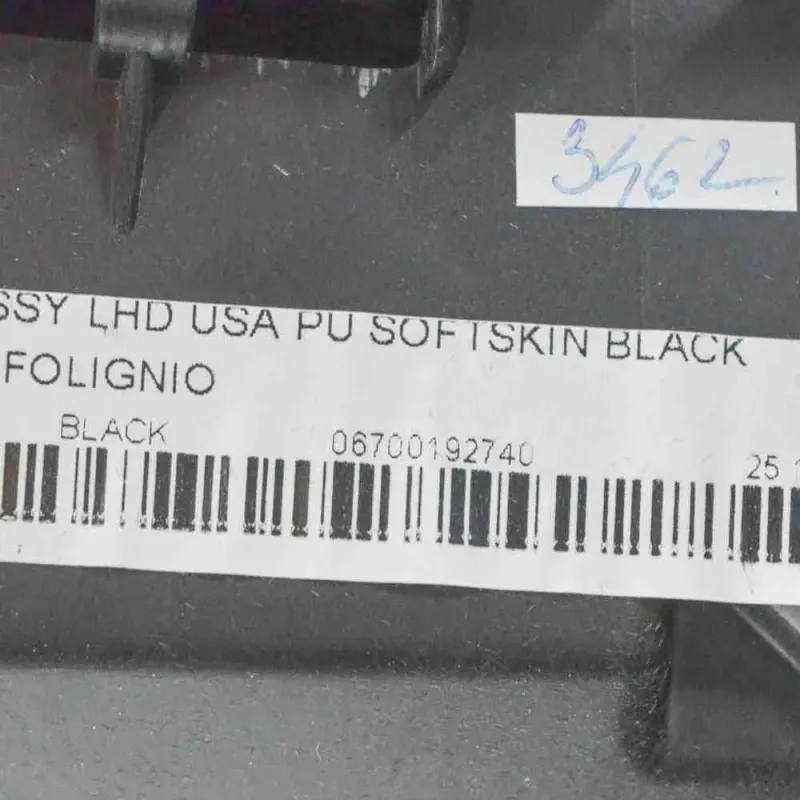 3462
SSY LHD USA PU SOFTSKIN BLACK
FOLIGNIO
BLACK 06700192740 25